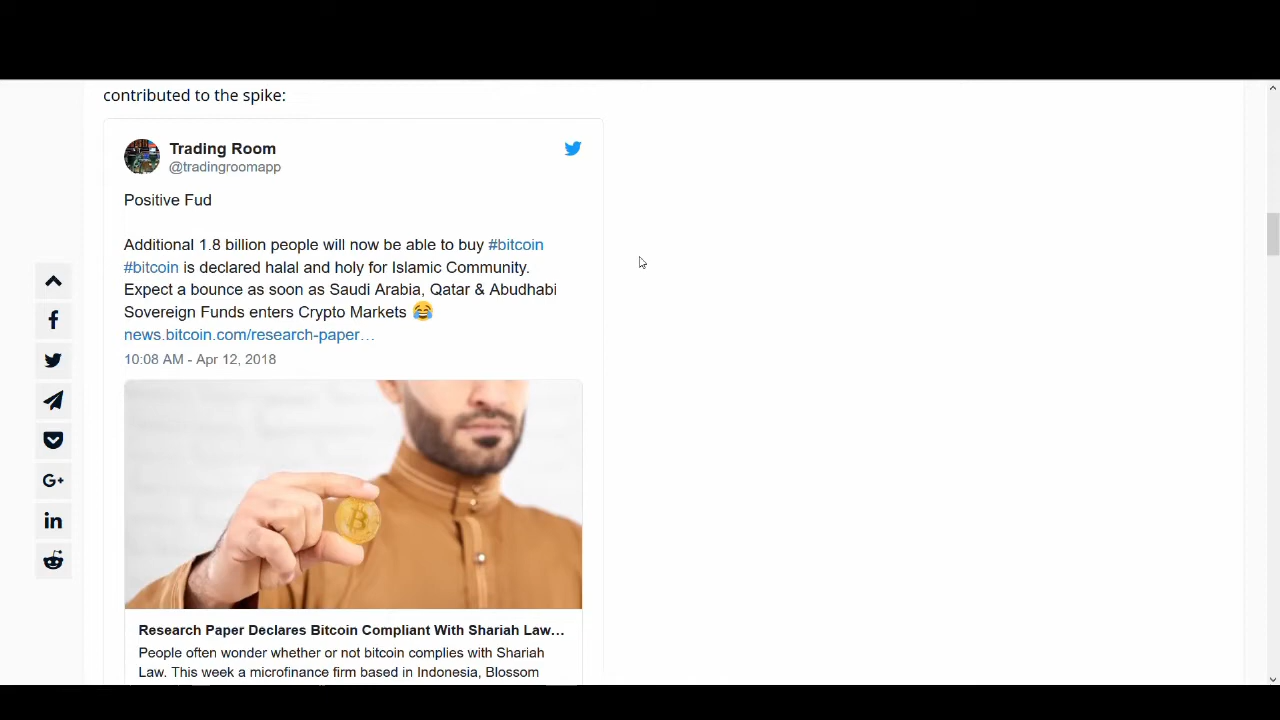 contributed to the spike:
Trading Room
@tradingroomapp
Positive Fud
Additional 1.8 billion people will now be able to buy #bitcoin
#bitcoin is declared halal and holy for Islamic Community.
Expect a bounce as soon as Saudi Arabia, Qatar & Abudhabi
Sovereign Funds enters Crypto Markets 😂
news.bitcoin.com/research-paper…
10:08 AM - Apr 12, 2018
Research Paper Declares Bitcoin Compliant With Shariah Law…
People often wonder whether or not bitcoin complies with Shariah
Law. This week a microfinance firm based in Indonesia, Blossom